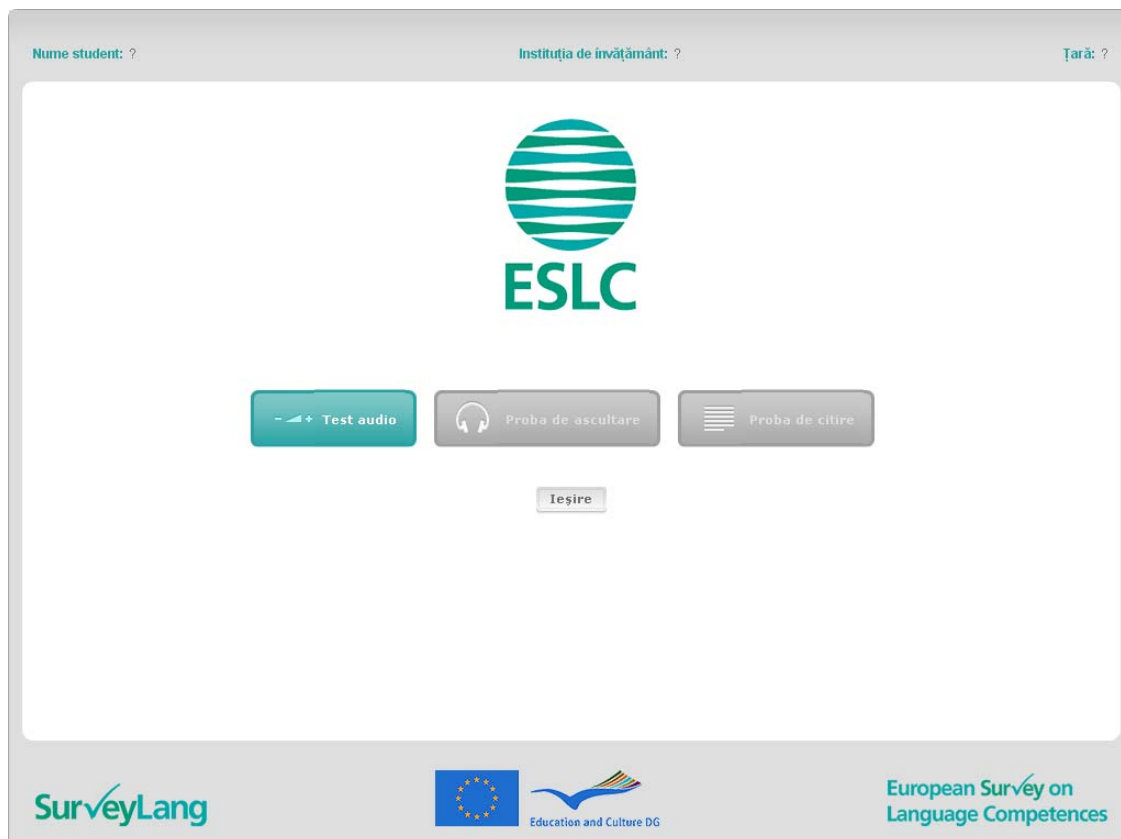 Nume student: ? Instituția de învățământ: ? Țară: ?
ESLC
Test audio Proba de ascultare Proba de citire
Ieșire
SurveyLang
Education and Culture DG
European Survey on
Language Competences